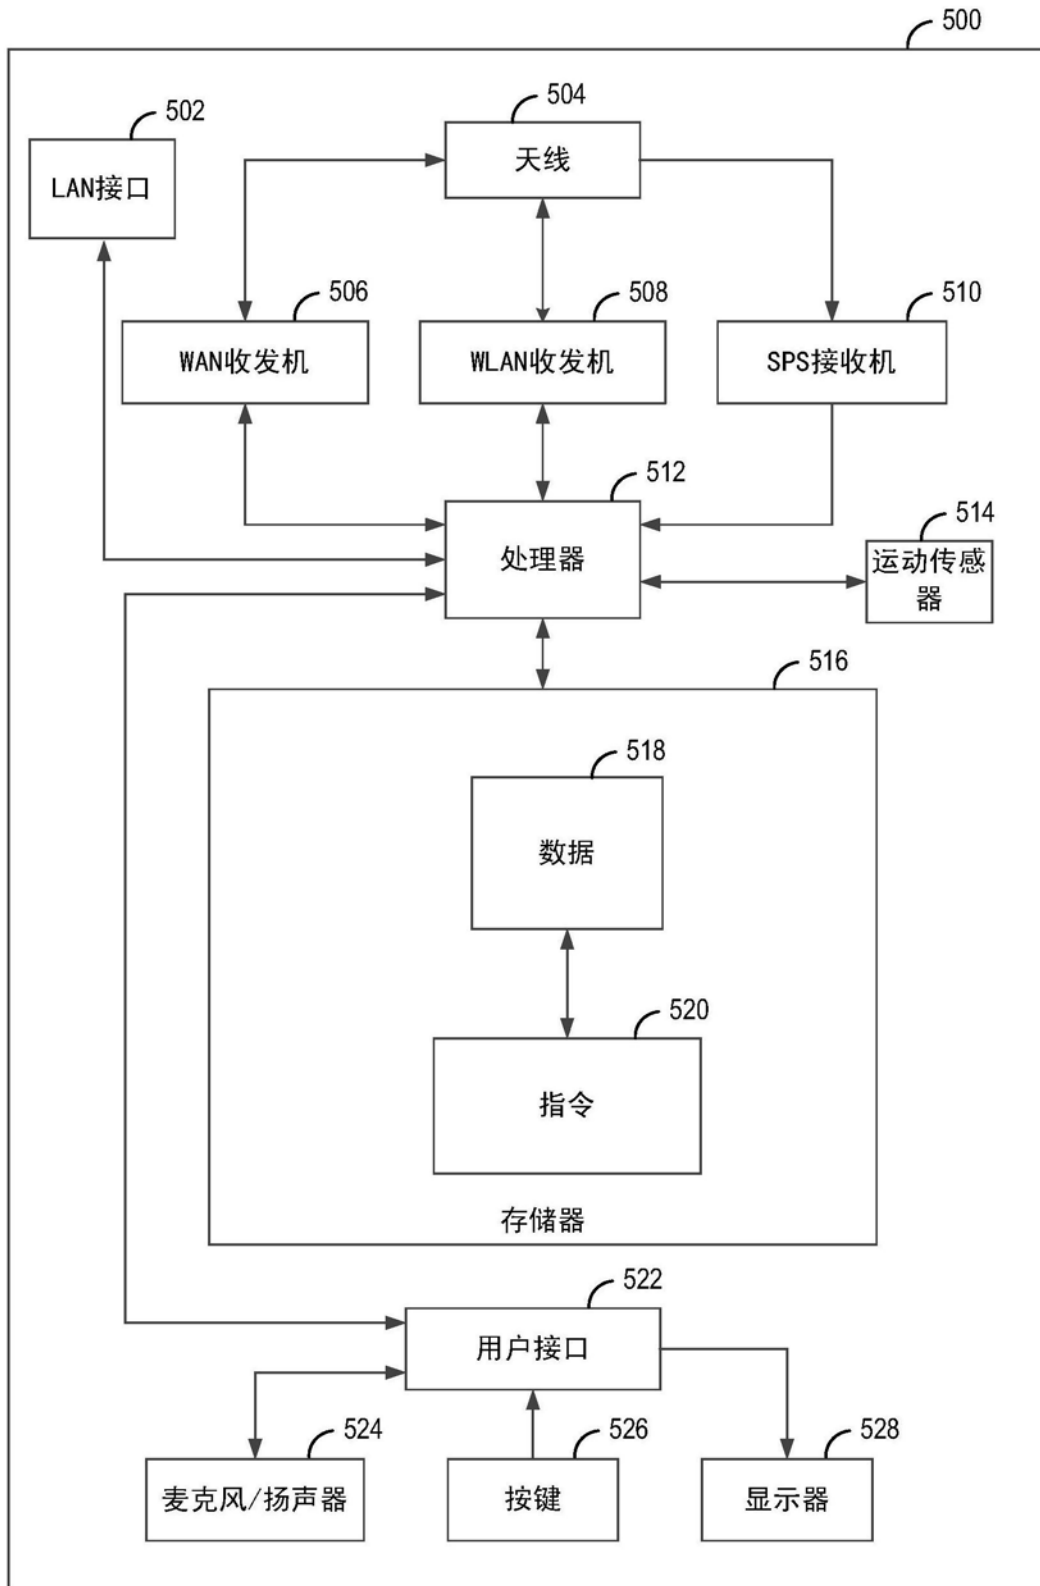 500
502
504
LAN接口
天线
506
508
510
WAN收发机
WLAN收发机
SPS接收机
512
514
处理器
运动传感
器
516
518
数据
520
指令
存储器
522
用户接口
524
526
528
麦克风/扬声器
按键
显示器